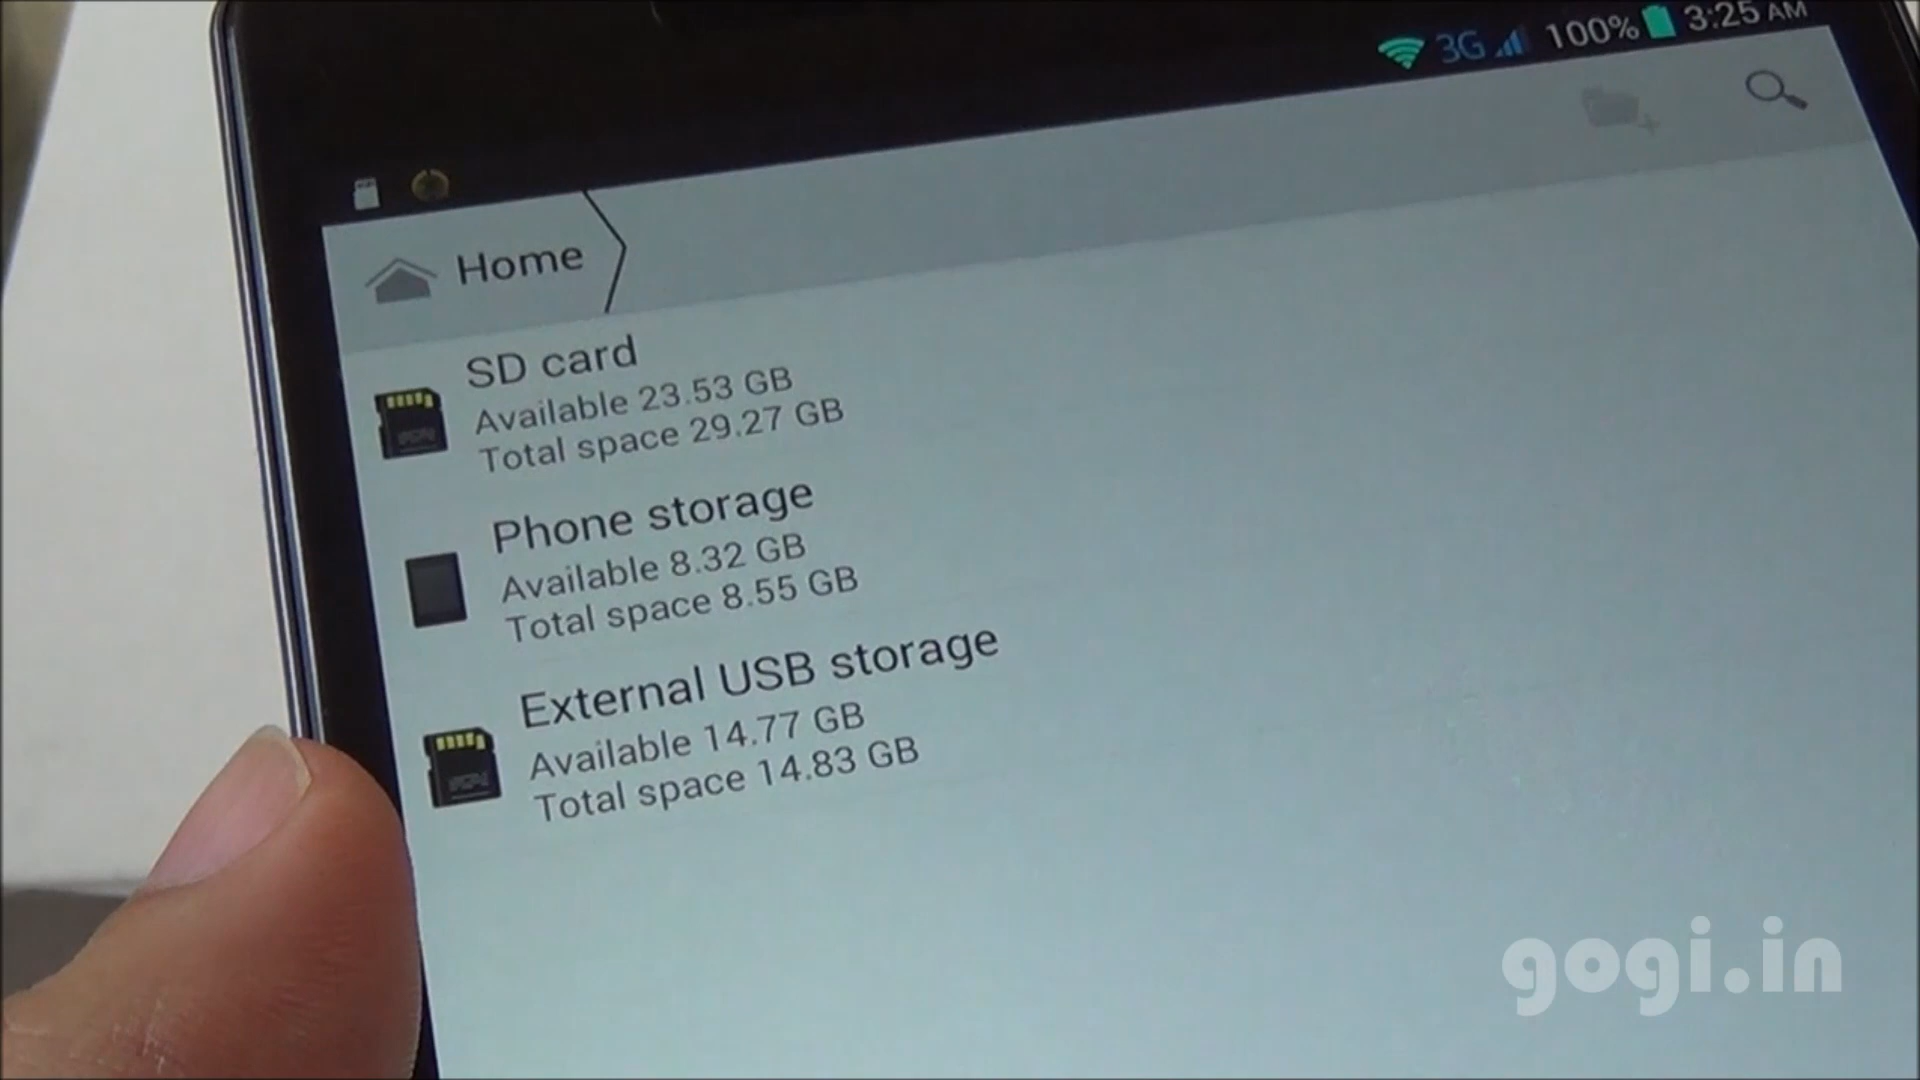 3G 100% 3:25 AM
Home
SD card
Available 23.53 GB
Total space 29.27 GB
Phone storage
Available 8.32 GB
Total space 8.55 GB
External USB storage
Available 14.77 GB
Total space 14.83 GB
gogi.in